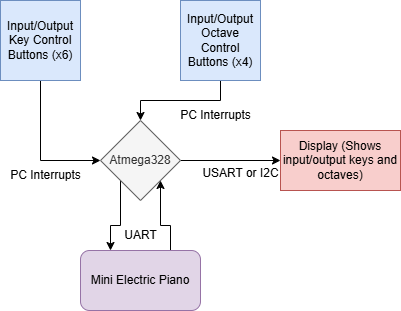 Input/Output
Key Control
Buttons (x6)
Input/Output
Octave
Control
Buttons (x4)
PC Interrupts
PC Interrupts
Atmega328
USART or I2C
Display (Shows
input/output keys and
octaves)
UART
Mini Electric Piano